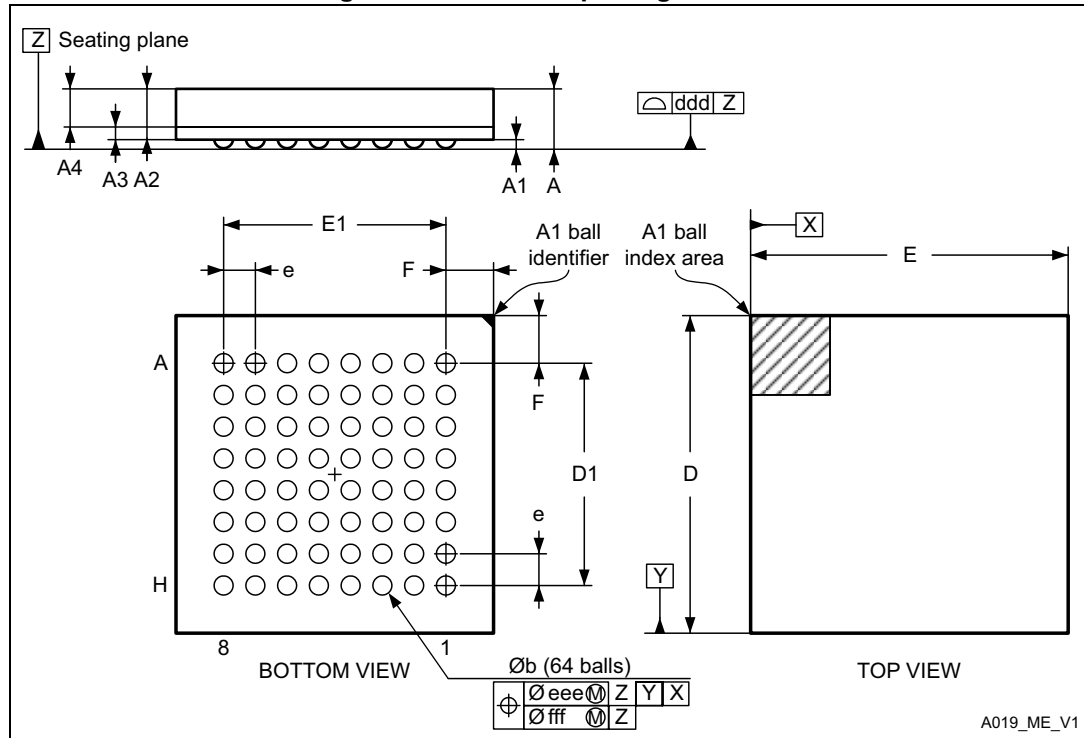 Z Seating plane
ddd Z
A4
A3 A2
A1
A
E1
e
F
A1 ball
identifier
A1 ball
index area
X
E
A
F
D1
D
e
H
Y
8
1
BOTTOM VIEW
Øb (64 balls)
TOP VIEW
Ø eee Ⓜ Z Y X
Ø fff Ⓜ Z
A019_ME_V1